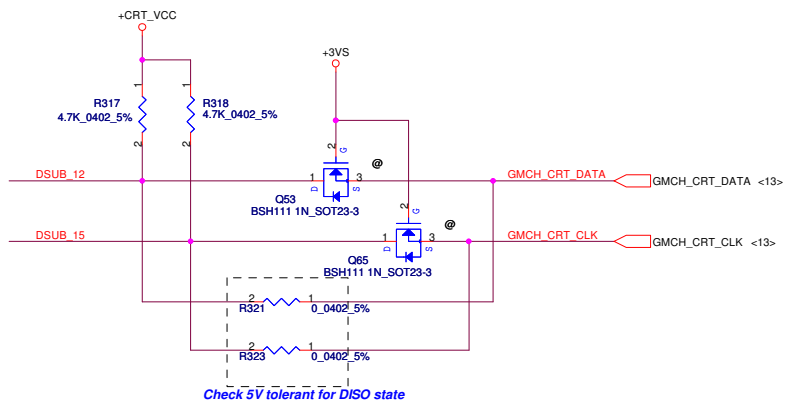 +CRT_VCC
+3VS
1
1
R317
4.7K_0402_5%
R318
4.7K_0402_5%
2
2
2
G
@
DSUB_12
1
3
D
S
GMCH_CRT_DATA
GMCH_CRT_DATA <13>
Q53
BSH111 1N_SOT23-3
2
G
@
DSUB_15
1
3
D
S
GMCH_CRT_CLK
GMCH_CRT_CLK <13>
Q65
BSH111 1N_SOT23-3
2
1
R321
0_0402_5%
2
1
R323
0_0402_5%
Check 5V tolerant for DISO state